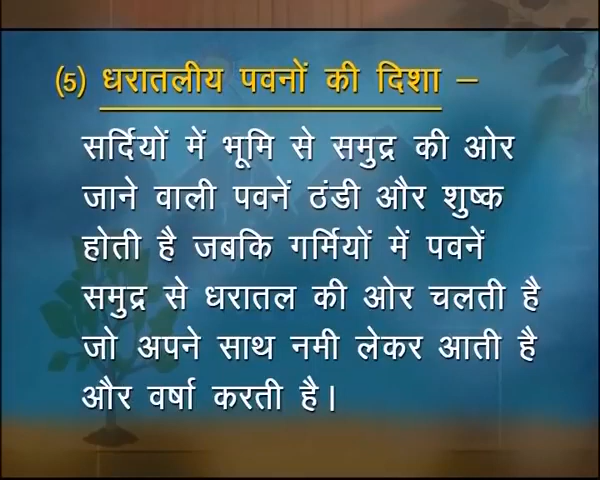 (5) धरातलीय पवनों की दिशा –
सर्दियों में भूमि से समुद्र की ओर
जाने वाली पवनें ठंडी और शुष्क
होती है जबकि गर्मियों में पवनें
समुद्र से धरातल की ओर चलती है
जो अपने साथ नमी लेकर आती है
और वर्षा करती है।